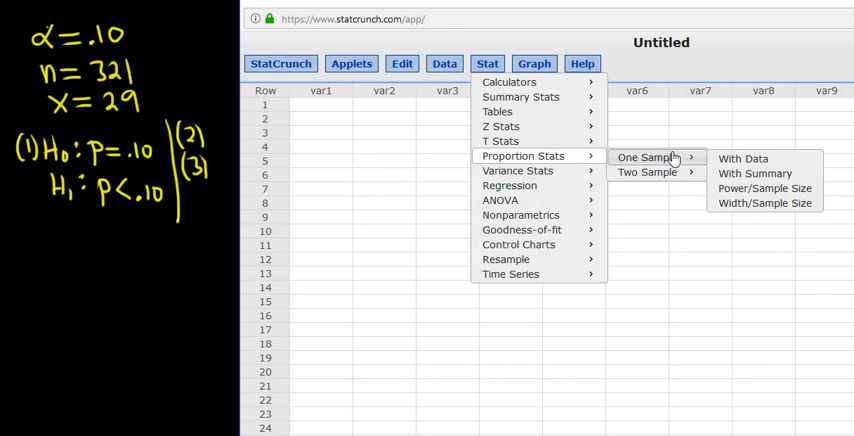 α = .10
n = 321
x = 29
(1) H₀: p = .10 (2)
H₁: p < .10 (3)
https://www.statcrunch.com/app/
Untitled
StatCrunch Applets Edit Data Stat Graph Help
Row var1 var2 var3 var6 var7 var8 var9
Calculators
Summary Stats
Tables
Z Stats
T Stats
Proportion Stats
Variance Stats
Regression
ANOVA
Nonparametrics
Goodness-of-fit
Control Charts
Resample
Time Series
One Sample
Two Sample
With Data
With Summary
Power/Sample Size
Width/Sample Size
1
2
3
4
5
6
7
8
9
10
11
12
13
14
15
16
17
18
19
20
21
22
23
24